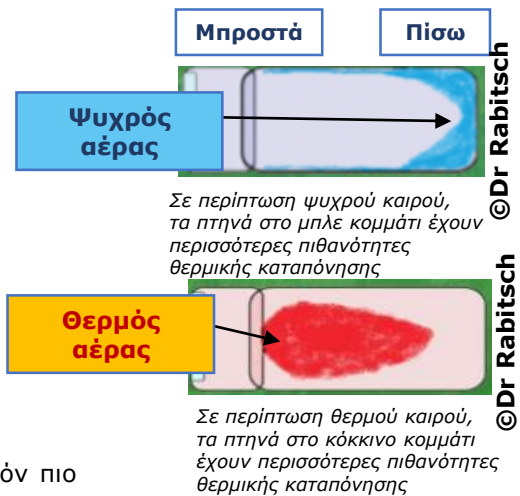 Μπροστά
Πίσω
Ψυχρός
αέρας
©Dr Rabitsch
Σε περίπτωση ψυχρού καιρού,
τα πτηνά στο μπλε κομμάτι έχουν
περισσότερες πιθανότητες
θερμικής καταπόνησης
Θερμός
αέρας
©Dr Rabitsch
Σε περίπτωση θερμού καιρού,
τα πτηνά στο κόκκινο κομμάτι
έχουν περισσότερες πιθανότητες
θερμικής καταπόνησης
όν πιο